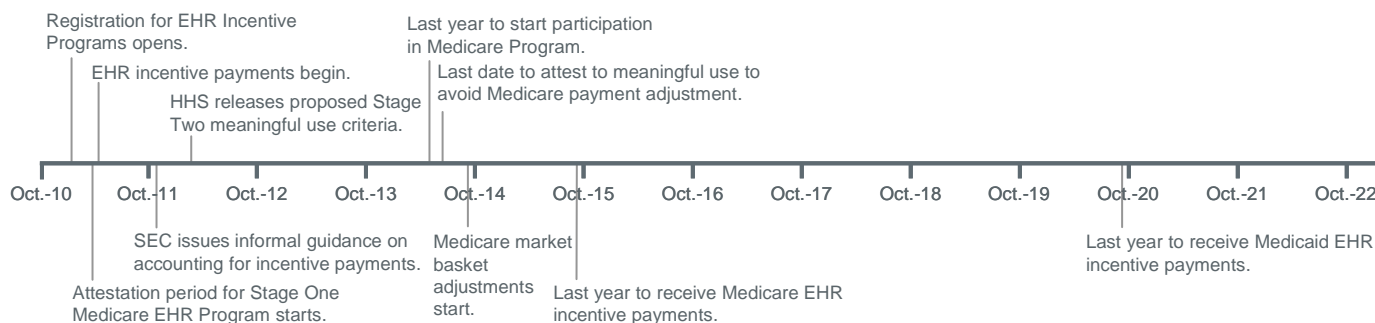 Registration for EHR Incentive
Programs opens.
EHR incentive payments begin.
HHS releases proposed Stage
Two meaningful use criteria.
Last year to start participation
in Medicare Program.
Last date to attest to meaningful use to
avoid Medicare payment adjustment.
Oct.-10 Oct.-11 Oct.-12 Oct.-13 Oct.-14 Oct.-15 Oct.-16 Oct.-17 Oct.-18 Oct.-19 Oct.-20 Oct.-21 Oct.-22
SEC issues informal guidance on
accounting for incentive payments.
Attestation period for Stage One
Medicare EHR Program starts.
Medicare market
basket
adjustments
start.
Last year to receive Medicare EHR
incentive payments.
Last year to receive Medicaid EHR
incentive payments.